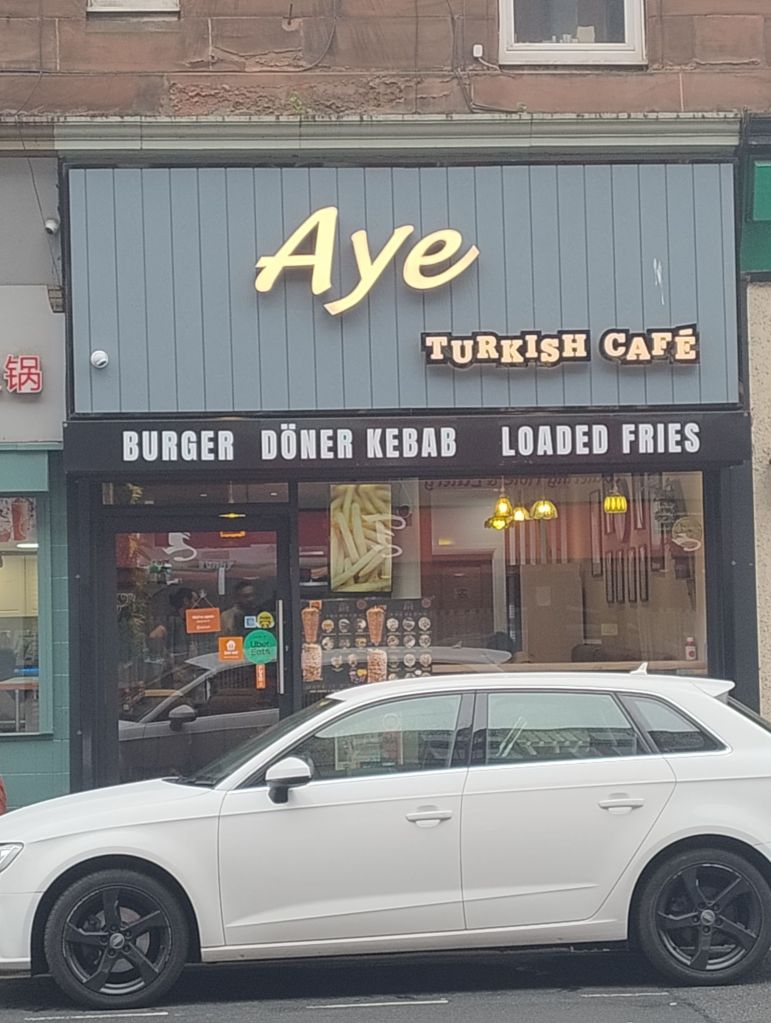 Aye
TURKISH CAFÉ
锅
BURGER DÖNER KEBAB LOADED FRIES
Uber
Eats